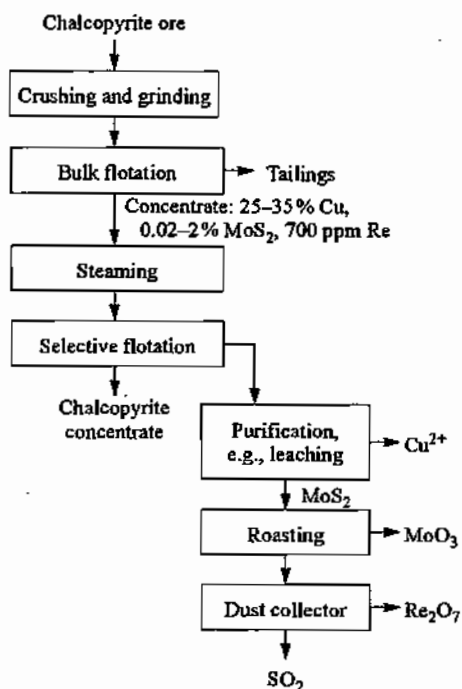 Chalcopyrite ore
Crushing and grinding
Bulk flotation
Tailings
Concentrate: 25–35% Cu,
0.02–2% MoS₂, 700 ppm Re
Steaming
Selective flotation
Chalcopyrite
concentrate
Purification,
e.g., leaching
Cu²⁺
MoS₂
Roasting
MoO₃
Dust collector
Re₂O₇
SO₂